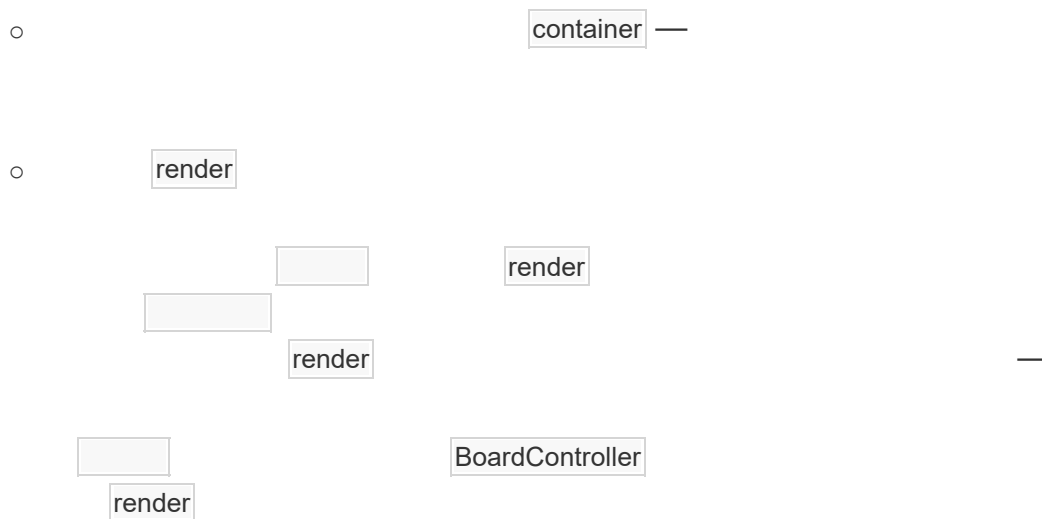 container —
render
render
render —
BoardController
render